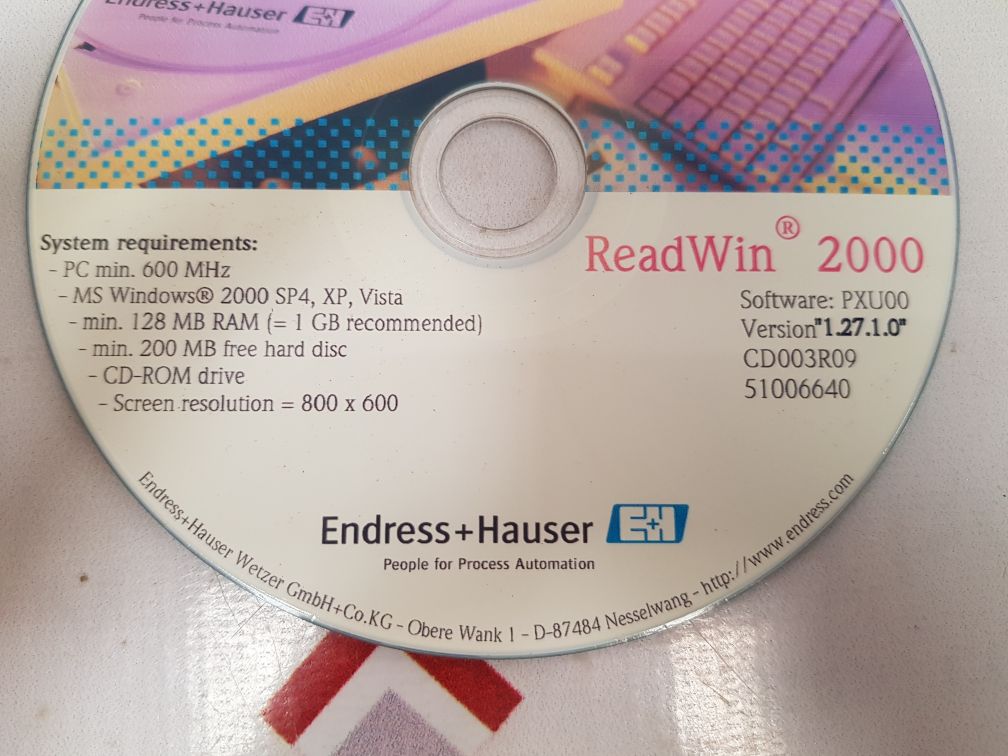 Endress+Hauser
People for Process Automation
ReadWin® 2000
System requirements:
- PC min. 600 MHz
- MS Windows® 2000 SP4, XP, Vista
- min. 128 MB RAM (= 1 GB recommended)
- min. 200 MB free hard disc
- CD-ROM drive
- Screen resolution = 800 x 600
Software: PXU00
Version"1.27.1.0"
CD003R09
51006640
Endress+Hauser E+H
People for Process Automation
Endress+Hauser Wetzer GmbH+Co.KG - Obere Wank 1 - D-87484 Nesselwang - http://www.endress.com